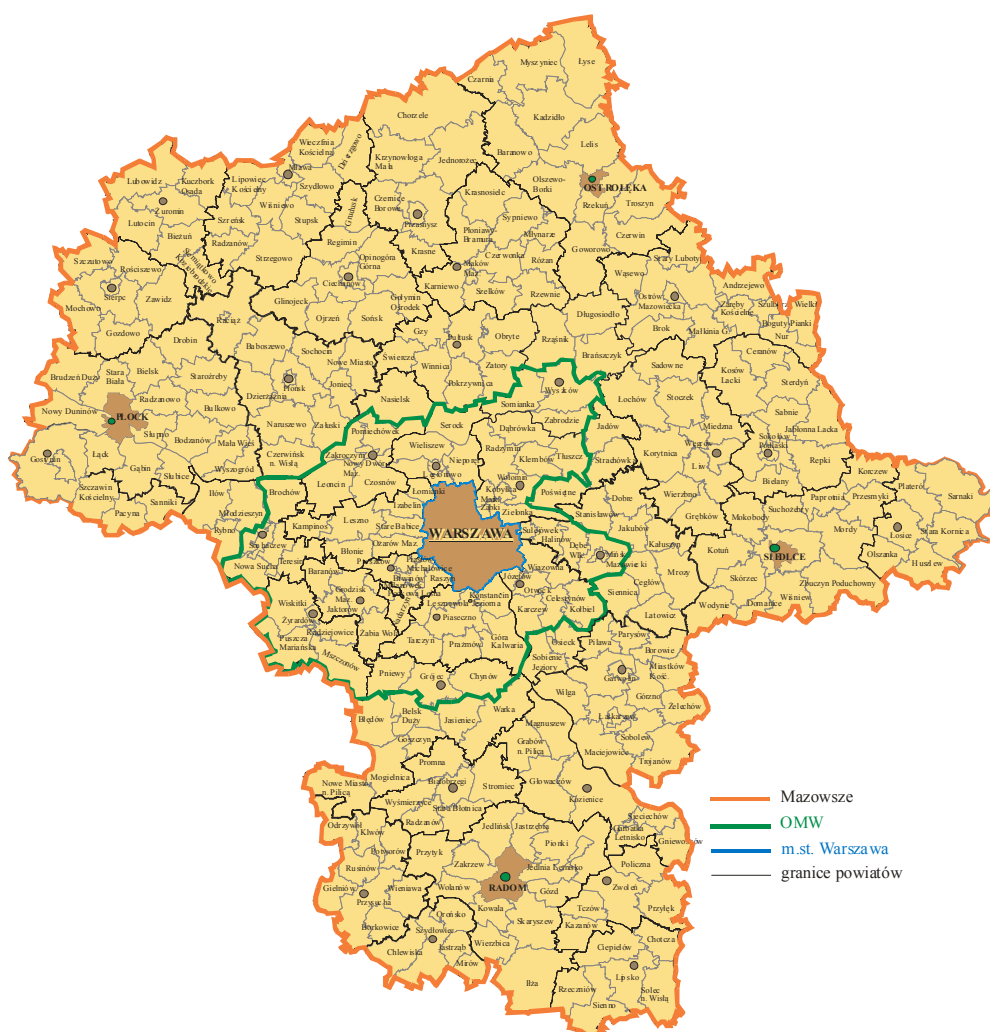 Myszyniec
Łyse
Czarnia
Chorzele
Kadzidło
Wieczfnia
Kościelna
Dzierzgowo
Krzynowłoga
Mała
Jednorożec
Baranowo
Lelis
Mława
Lipowiec
Kościelny
Szydłowo
Lubowidz
Kuczbork
Osada
Żuromin
Wiśniewo
Czernice
Borowe
Krasnosielc
Olszewo-
Borki
OSTROŁĘKA
Rzekuń
Troszyn
Grudusk
Przasnysz
Sypniewo
Lutocin
Szreńsk
Stupsk
Płoniawy-
Bramura
Młynarze
Czerwin
Bieżuń
Radzanów
Regimin
Krasne
Czerwonka
Goworowo
Strzegowo
Opinogóra
Górna
Maków
Maz.
Różan
Stary Lubotyń
Wąsewo
Szczutowo
Rościszewo
Siemiątkowo
Ciechanów
Karniewo
Szelków
Rzewnie
Andrzejewo
Sierpc
Zawidz
Glinojeck
Gołymin
Ośrodek
Ostrów
Mazowiecka
Zaręby
Kościelne
Mochowo
Raciąż
Ojrzeń
Sońsk
Długosiodło
Boguty-Pianki
Gozdowo
Drobin
Gzy
Pułtusk
Obryte
Rząśnik
Brok
Małkinia G.
Nur
Baboszewo
Sochocin
Nowe Miasto
Świercze
Winnica
Zatory
Brańszczyk
Sadowne
Kosów
Lacki
Ceranów
Stara
Biała
Bielsk
Staroźreby
Brudzeń Duży
Płońsk
Joniec
Pokrzywnica
Wyszków
Sterdyń
Dzierzążnia
Nasielsk
Somianka
Łochów
Stoczek
Sabnie
Radzanowo
Bulkowo
Nowy Duninów
PŁOCK
Naruszewo
Załuski
Serock
Dąbrówka
Zabrodzie
Jadów
Miedzna
Jabłonna Lacka
Słupno
Bodzanów
Mała Wieś
Pomiechówek
Wieliszew
Radzymin
Węgrów
Sokołów
Podlaski
Gostynin
Łąck
Czerwińsk
n. Wisłą
Zakroczym
Nowy Dwór
Maz.
Nieporęt
Legionowo
Klembów
Tłuszcz
Strachówka
Korytnica
Liw
Repki
Gąbin
Słubice
Wyszogród
Wołomin
Kobyłka
Bielany
Korczew
Szczawin
Kościelny
Sanniki
Iłów
Brochów
Leoncin
Czosnów
Łomianki
Marki
Ząbki
Zielonka
Poświętne
Dobre
Wierzbno
Paprotnia
Przesmyki
Platerów
Sarnaki
Pacyna
Młodzieszyn
Izabelin
Stanisławów
Grębków
Suchożebry
Rybno
Kampinos
Leszno
Stare Babice
WARSZAWA
Sulejówek
Halinów
Jakubów
Mokobody
Mordy
Łosice
Stara Kornica
Sochaczew
Błonie
Ożarów Maz.
Dębe
Wlk.
Kałuszyn
Kotuń
SIEDLCE
Olszanka
Nowa Sucha
Teresin
Pruszków
Piastów
Michałowice
Wiązowna
Mińsk
Mazowiecki
Huszlew
Baranów
Brwinów
Raszyn
Józefów
Cegłów
Mrozy
Skórzec
Zbuczyn Poduchowny
Wiskitki
Grodzisk
Maz.
Jaktorów
Nadarzyn
Lesznowola
Konstancin
Jeziorna
Otwock
Celestynów
Siennica
Wiśniew
Żyrardów
Piaseczno
Karczew
Kołbiel
Latowicz
Wodynie
Domanice
Radziejowice
Puszcza
Mariańska
Żabia Wola
Tarczyn
Prażmów
Góra
Kalwaria
Osieck
Pilawa
Parysów
Mszczonów
Sobienie
Jeziory
Borowie
Pniewy
Grójec
Chynów
Garwolin
Miastków
Kość.
Wilga
Górzno
Żelechów
Błędów
Belsk
Duży
Jasieniec
Warka
Magnuszew
Łaskarzew
Goszczyn
Grabów
n. Pilicą
Sobolew
Maciejowice
Trojanów
Mogielnica
Promna
Nowe Miasto
n. Pilicą
Białobrzegi
Stromiec
Głowaczów
Wyśmierzyce
Stara Błotnica
Kozienice
Radzanów
Sieciechów
Odrzywół
Klwów
Jedlińsk
Jastrzębia
Garbatka
Letnisko
Gniewoszów
Potworów
Przytyk
Pionki
Rusinów
Zakrzew
Jedlnia Letnisko
Policzna
Gielniów
Wieniawa
Wolanów
RADOM
Gózd
Zwoleń
Przysucha
Kowala
Tczów
Przyłęk
Borkowice
Orońsko
Skaryszew
Kazanów
Szydłowiec
Chlewiska
Jastrząb
Wierzbica
Ciepielów
Chotcza
Mirów
Lipsko
Iłża
Rzeczniów
Solec
n. Wisłą
Sienno
Mazowsze
OMW
m.st. Warszawa
granice powiatów